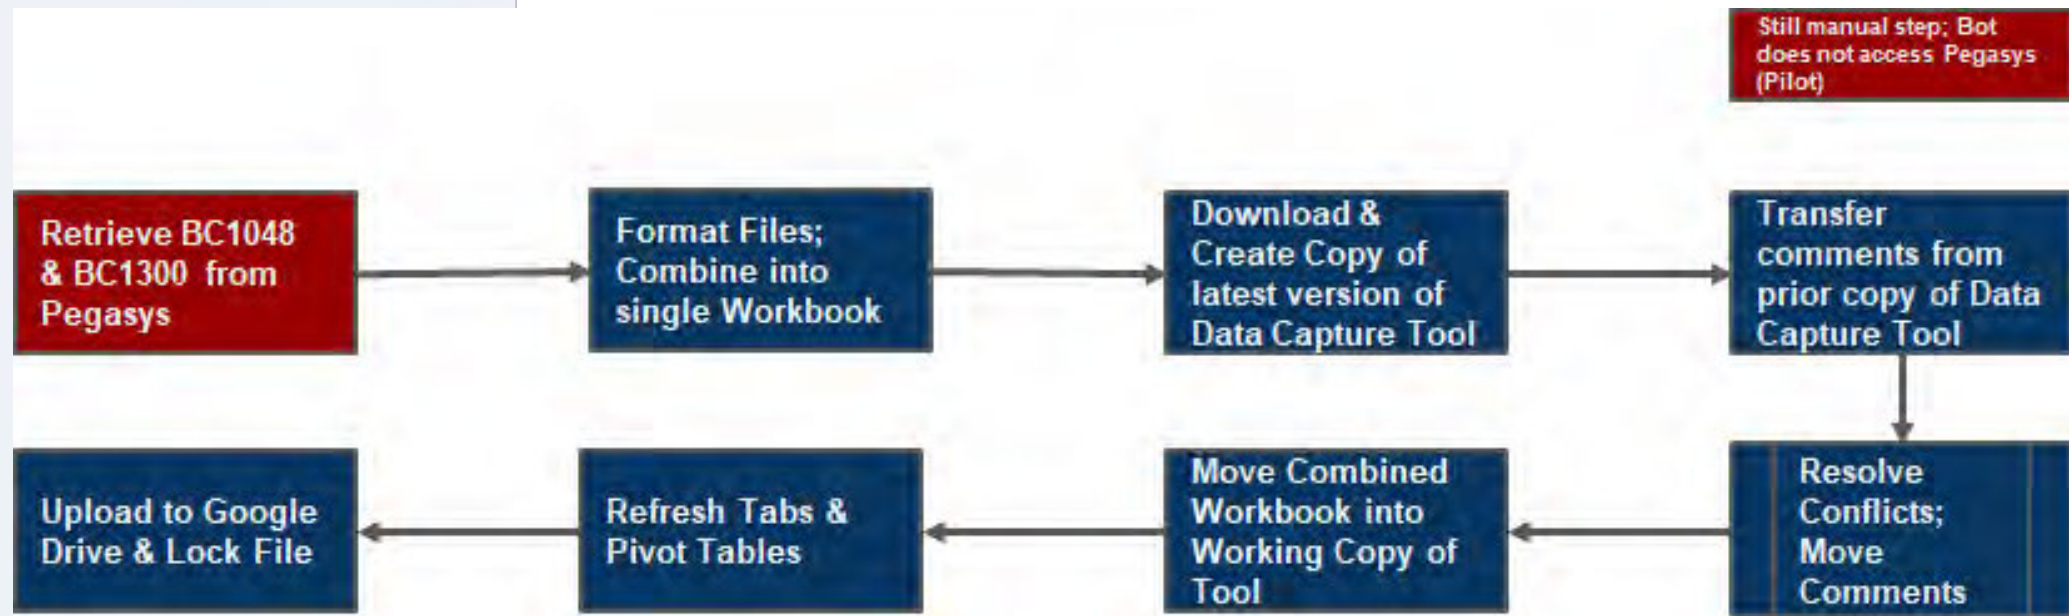 Still manual step; Bot
does not access Pegasys
(Pilot)
Retrieve BC1048
& BC1300 from
Pegasys
Format Files;
Combine into
single Workbook
Download &
Create Copy of
latest version of
Data Capture Tool
Transfer
comments from
prior copy of Data
Capture Tool
Resolve
Conflicts;
Move
Comments
Move Combined
Workbook into
Working Copy of
Tool
Refresh Tabs &
Pivot Tables
Upload to Google
Drive & Lock File